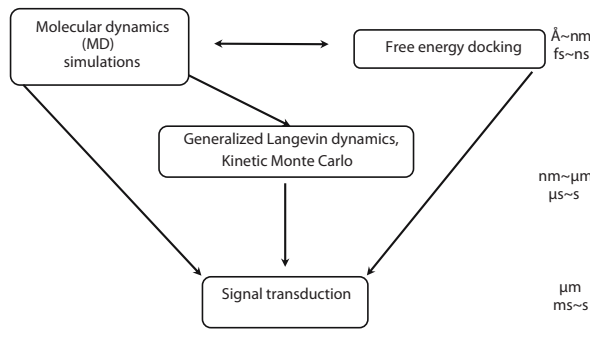 Molecular dynamics
(MD)
simulations
Free energy docking
Å~nm
fs~ns
Generalized Langevin dynamics,
Kinetic Monte Carlo
nm~μm
μs~s
Signal transduction
μm
ms~s